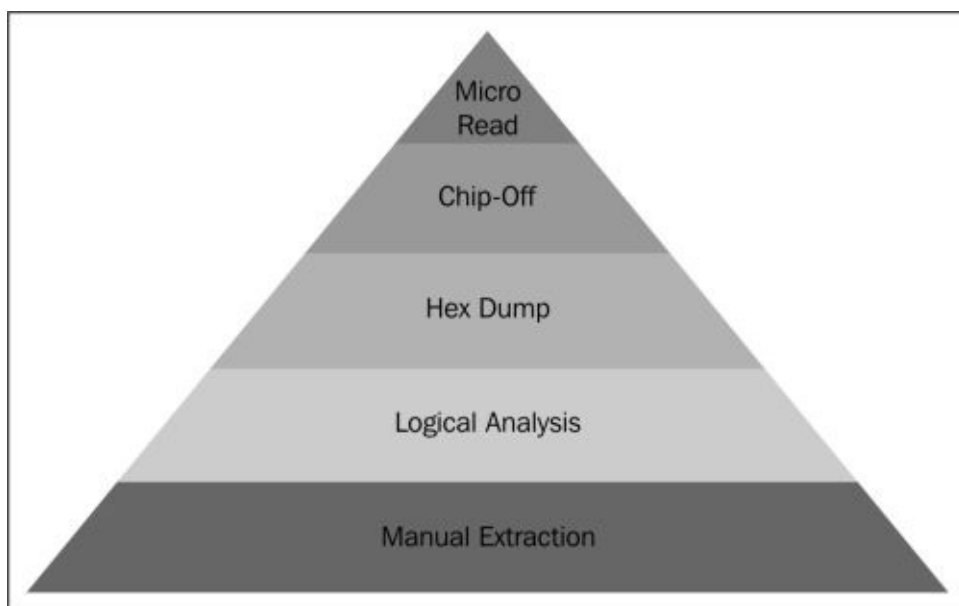 Micro
Read
Chip-Off
Hex Dump
Logical Analysis
Manual Extraction